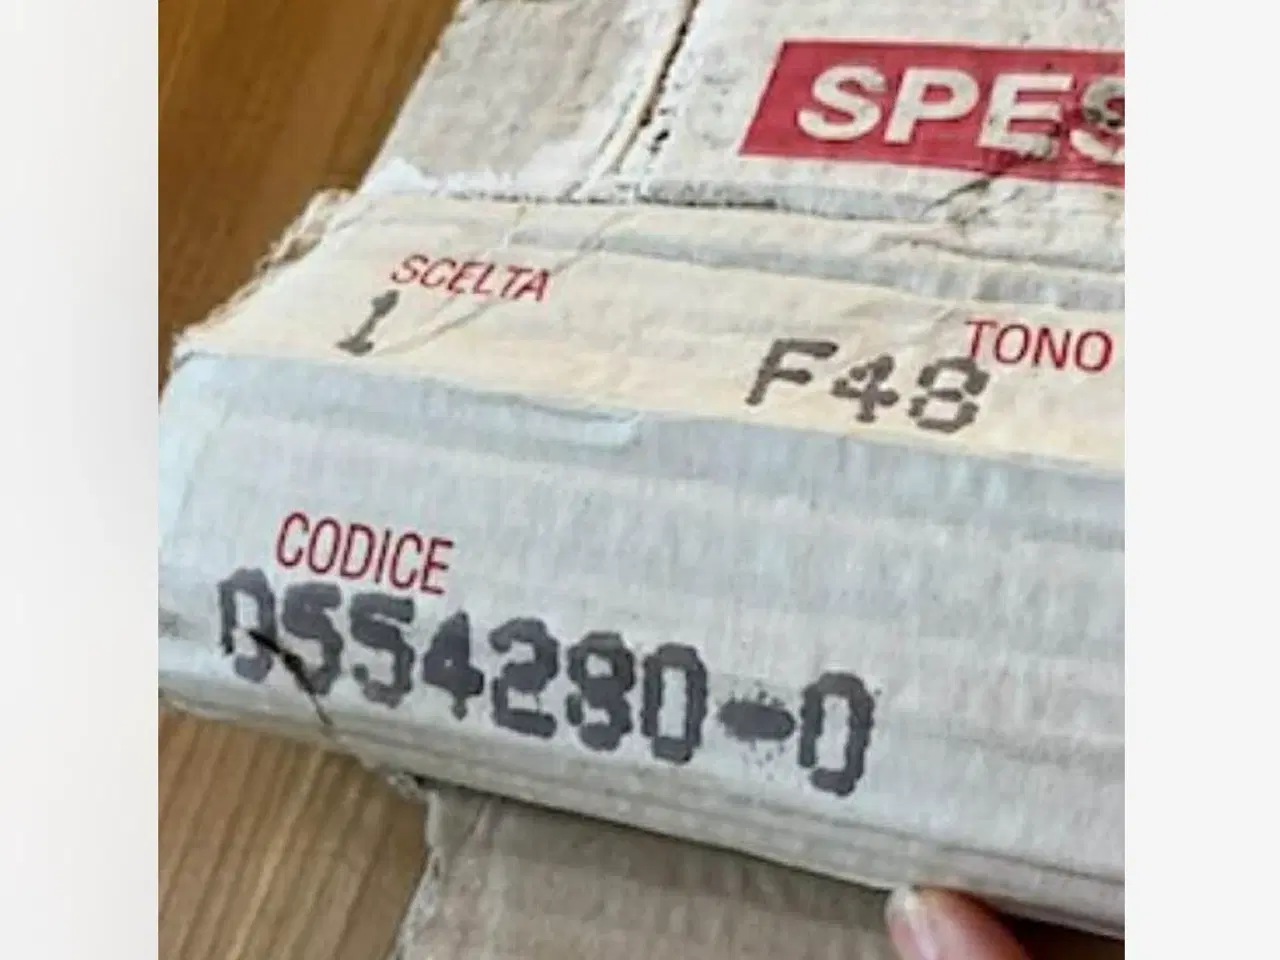 SPES
SCELTA
1
TONO
F48
CODICE
0554280-0